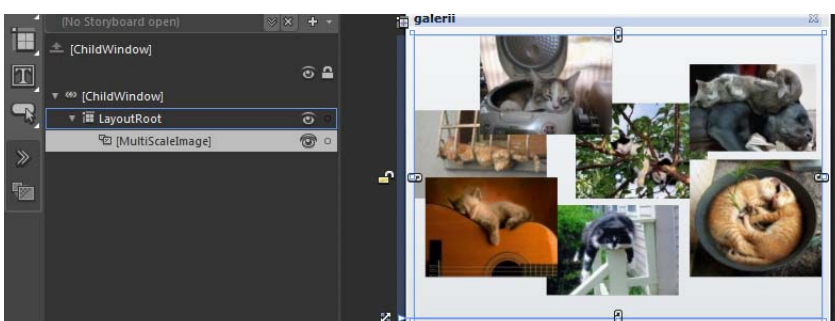 (No Storyboard open)
[ChildWindow]
[ChildWindow]
LayoutRoot
[MultiScaleImage]
galerii